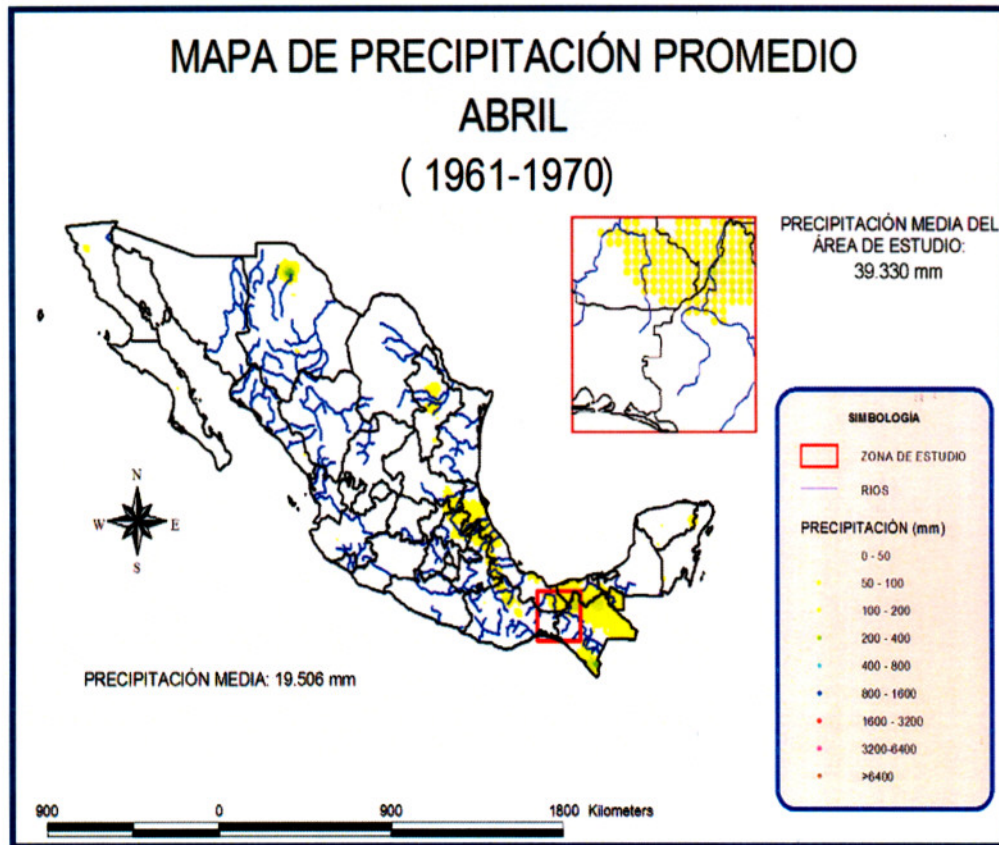 MAPA DE PRECIPITACIÓN PROMEDIO
ABRIL
( 1961-1970)
PRECIPITACIÓN MEDIA DEL
ÁREA DE ESTUDIO:
39.330 mm
N
W
E
S
PRECIPITACIÓN MEDIA: 19.506 mm
SIMBOLOGÍA
ZONA DE ESTUDIO
RIOS
PRECIPITACIÓN (mm)
0 - 50
50 - 100
100 - 200
200 - 400
400 - 800
800 - 1600
1600 - 3200
3200-6400
>6400
900 0 900 1800 Kilometers